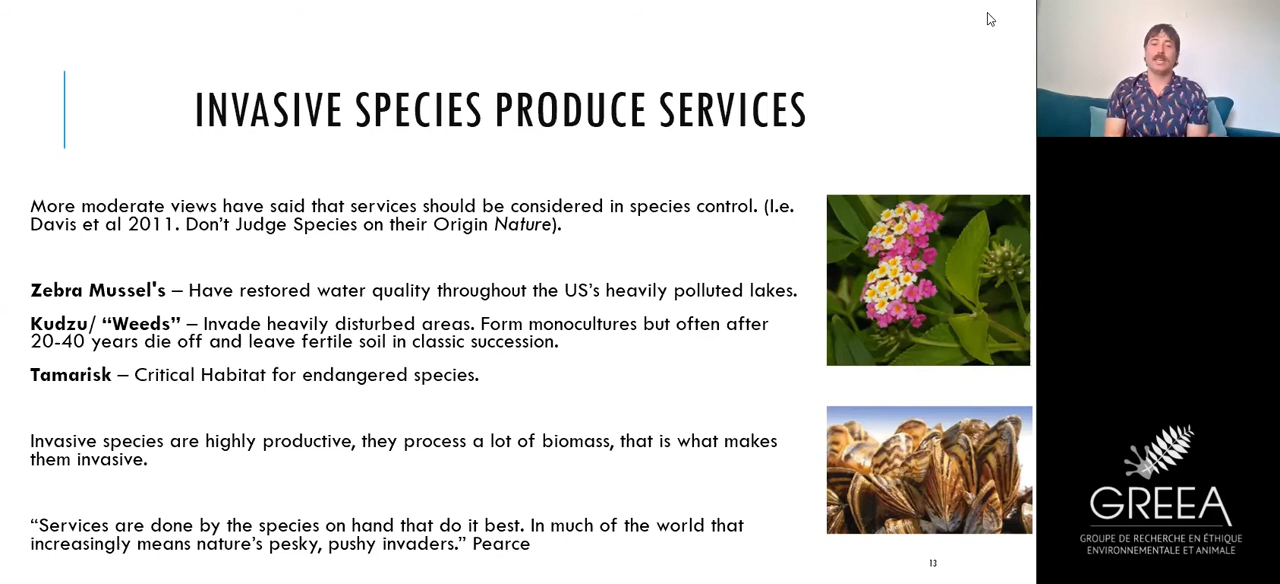 INVASIVE SPECIES PRODUCE SERVICES
More moderate views have said that services should be considered in species control. (I.e.
Davis et al 2011. Don't Judge Species on their Origin Nature).
Zebra Mussel's – Have restored water quality throughout the US's heavily polluted lakes.
Kudzu/ “Weeds” – Invade heavily disturbed areas. Form monocultures but often after
20-40 years die off and leave fertile soil in classic succession.
Tamarisk – Critical Habitat for endangered species.
Invasive species are highly productive, they process a lot of biomass, that is what makes
them invasive.
“Services are done by the species on hand that do it best. In much of the world that
increasingly means nature's pesky, pushy invaders.” Pearce
13
GREEA
GROUPE DE RECHERCHE EN ÉTHIQUE
ENVIRONNEMENTALE ET ANIMALE